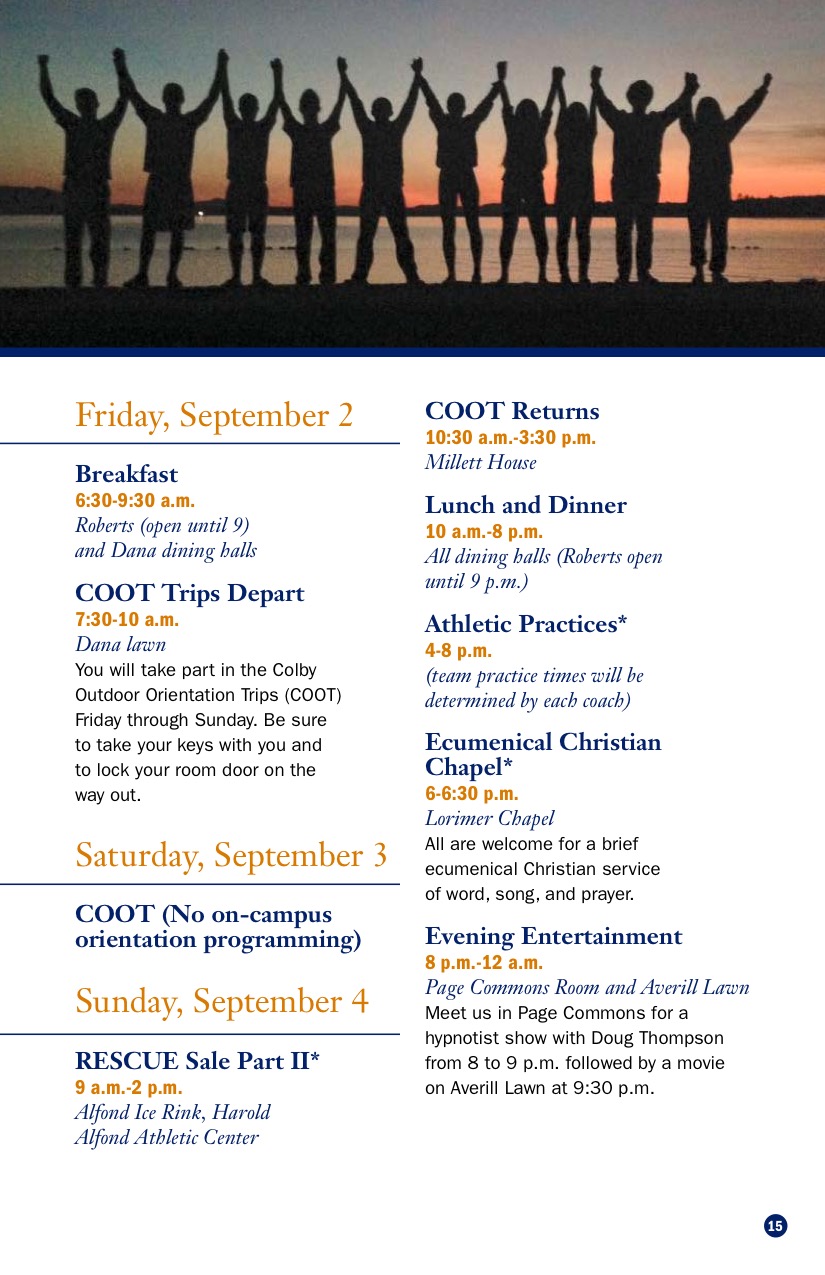 Friday, September 2
Breakfast
6:30-9:30 a.m.
Roberts (open until 9)
and Dana dining halls
COOT Trips Depart
7:30-10 a.m.
Dana lawn
You will take part in the Colby
Outdoor Orientation Trips (COOT)
Friday through Sunday. Be sure
to take your keys with you and
to lock your room door on the
way out.
Saturday, September 3
COOT (No on-campus
orientation programming)
Sunday, September 4
RESCUE Sale Part II*
9 a.m.-2 p.m.
Alfond Ice Rink, Harold
Alfond Athletic Center
COOT Returns
10:30 a.m.-3:30 p.m.
Millett House
Lunch and Dinner
10 a.m.-8 p.m.
All dining halls (Roberts open
until 9 p.m.)
Athletic Practices*
4-8 p.m.
(team practice times will be
determined by each coach)
Ecumenical Christian
Chapel*
6-6:30 p.m.
Lorimer Chapel
All are welcome for a brief
ecumenical Christian service
of word, song, and prayer.
Evening Entertainment
8 p.m.-12 a.m.
Page Commons Room and Averill Lawn
Meet us in Page Commons for a
hypnotist show with Doug Thompson
from 8 to 9 p.m. followed by a movie
on Averill Lawn at 9:30 p.m.
15